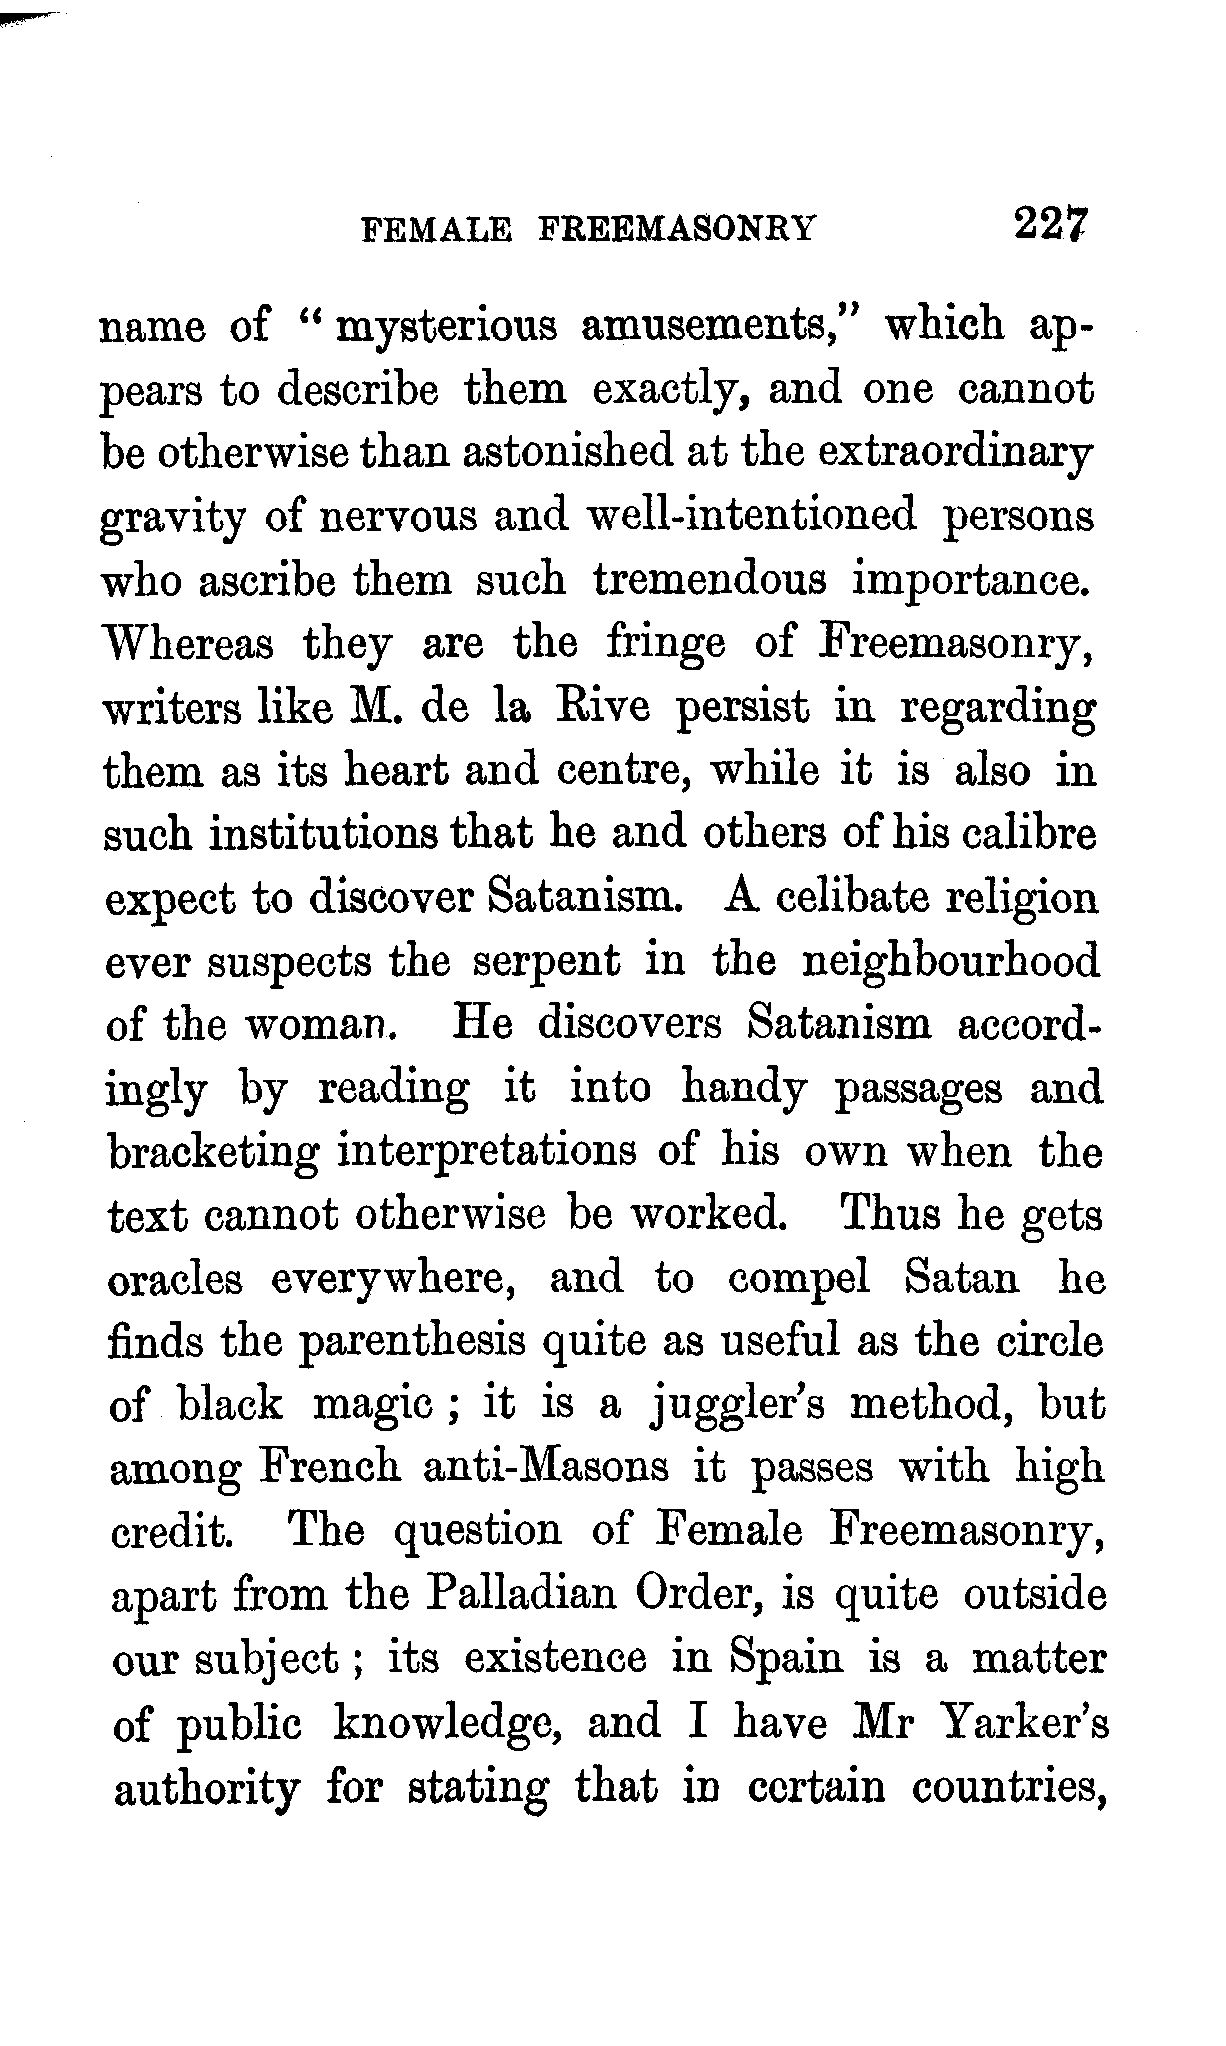 FEMALE FREEMASONRY 227
name of " mysterious amusements," which ap-
pears to describe them exactly, and one cannot
be otherwise than astonished at the extraordinary
gravity of nervous and well-intentioned persons
who ascribe them such tremendous importance.
Whereas they are the fringe of Freemasonry,
writers like M. de la Rive persist in regarding
them as its heart and centre, while it is also in
such institutions that he and others of his calibre
expect to discover Satanism. A celibate religion
ever suspects the serpent in the neighbourhood
of the woman. He discovers Satanism accord-
ingly by reading it into handy passages and
bracketing interpretations of his own when the
text cannot otherwise be worked. Thus he gets
oracles everywhere, and to compel Satan he
finds the parenthesis quite as useful as the circle
of black magic ; it is a juggler's method, but
among French anti-Masons it passes with high
credit. The question of Female Freemasonry,
apart from the Palladian Order, is quite outside
our subject ; its existence in Spain is a matter
of public knowledge, and I have Mr Yarker's
authority for stating that in certain countries,